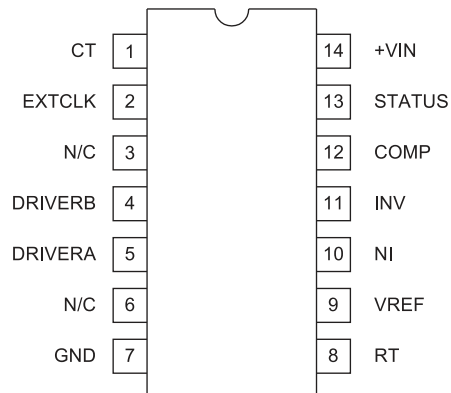 CT 1 14 +VIN
EXTCLK 2 13 STATUS
N/C 3 12 COMP
DRIVERB 4 11 INV
DRIVERA 5 10 NI
N/C 6 9 VREF
GND 7 8 RT